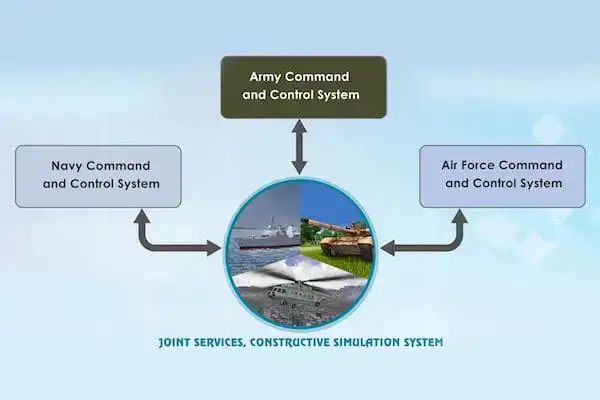 Army Command
and Control System
Navy Command
and Control System
Air Force Command
and Control System
JOINT SERVICES, CONSTRUCTIVE SIMULATION SYSTEM